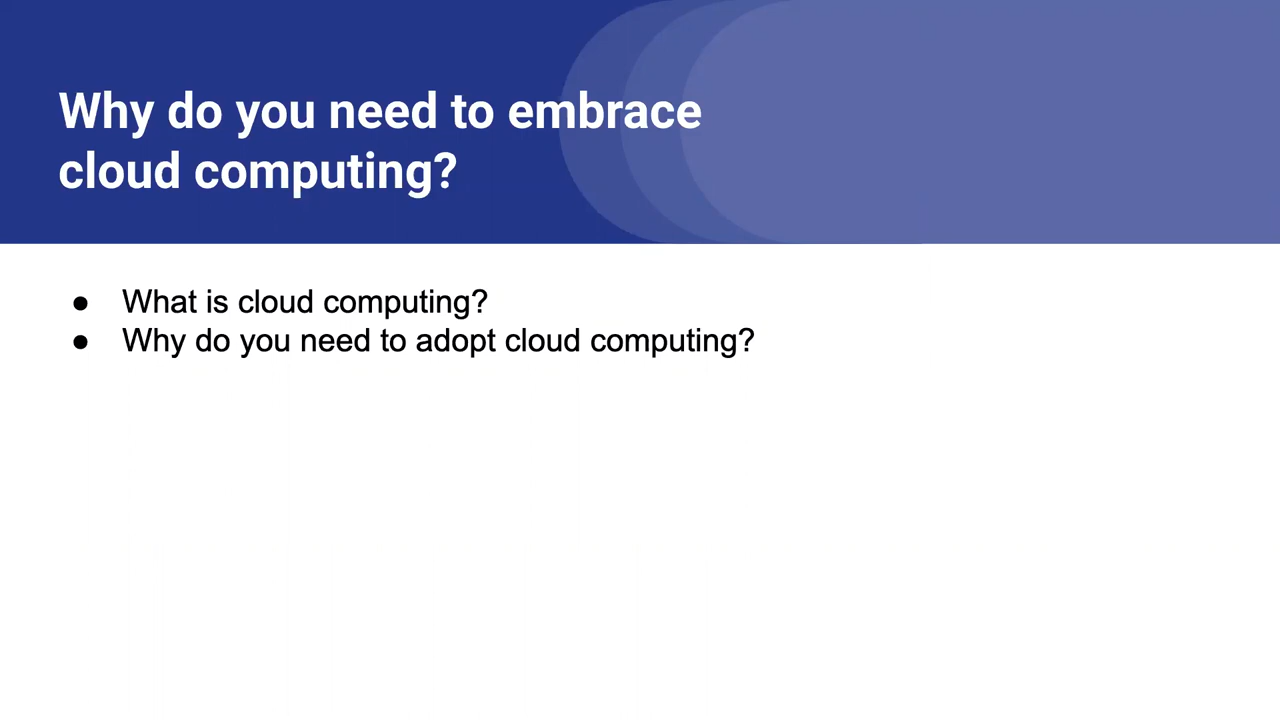 Why do you need to embrace
cloud computing?
● What is cloud computing?
● Why do you need to adopt cloud computing?